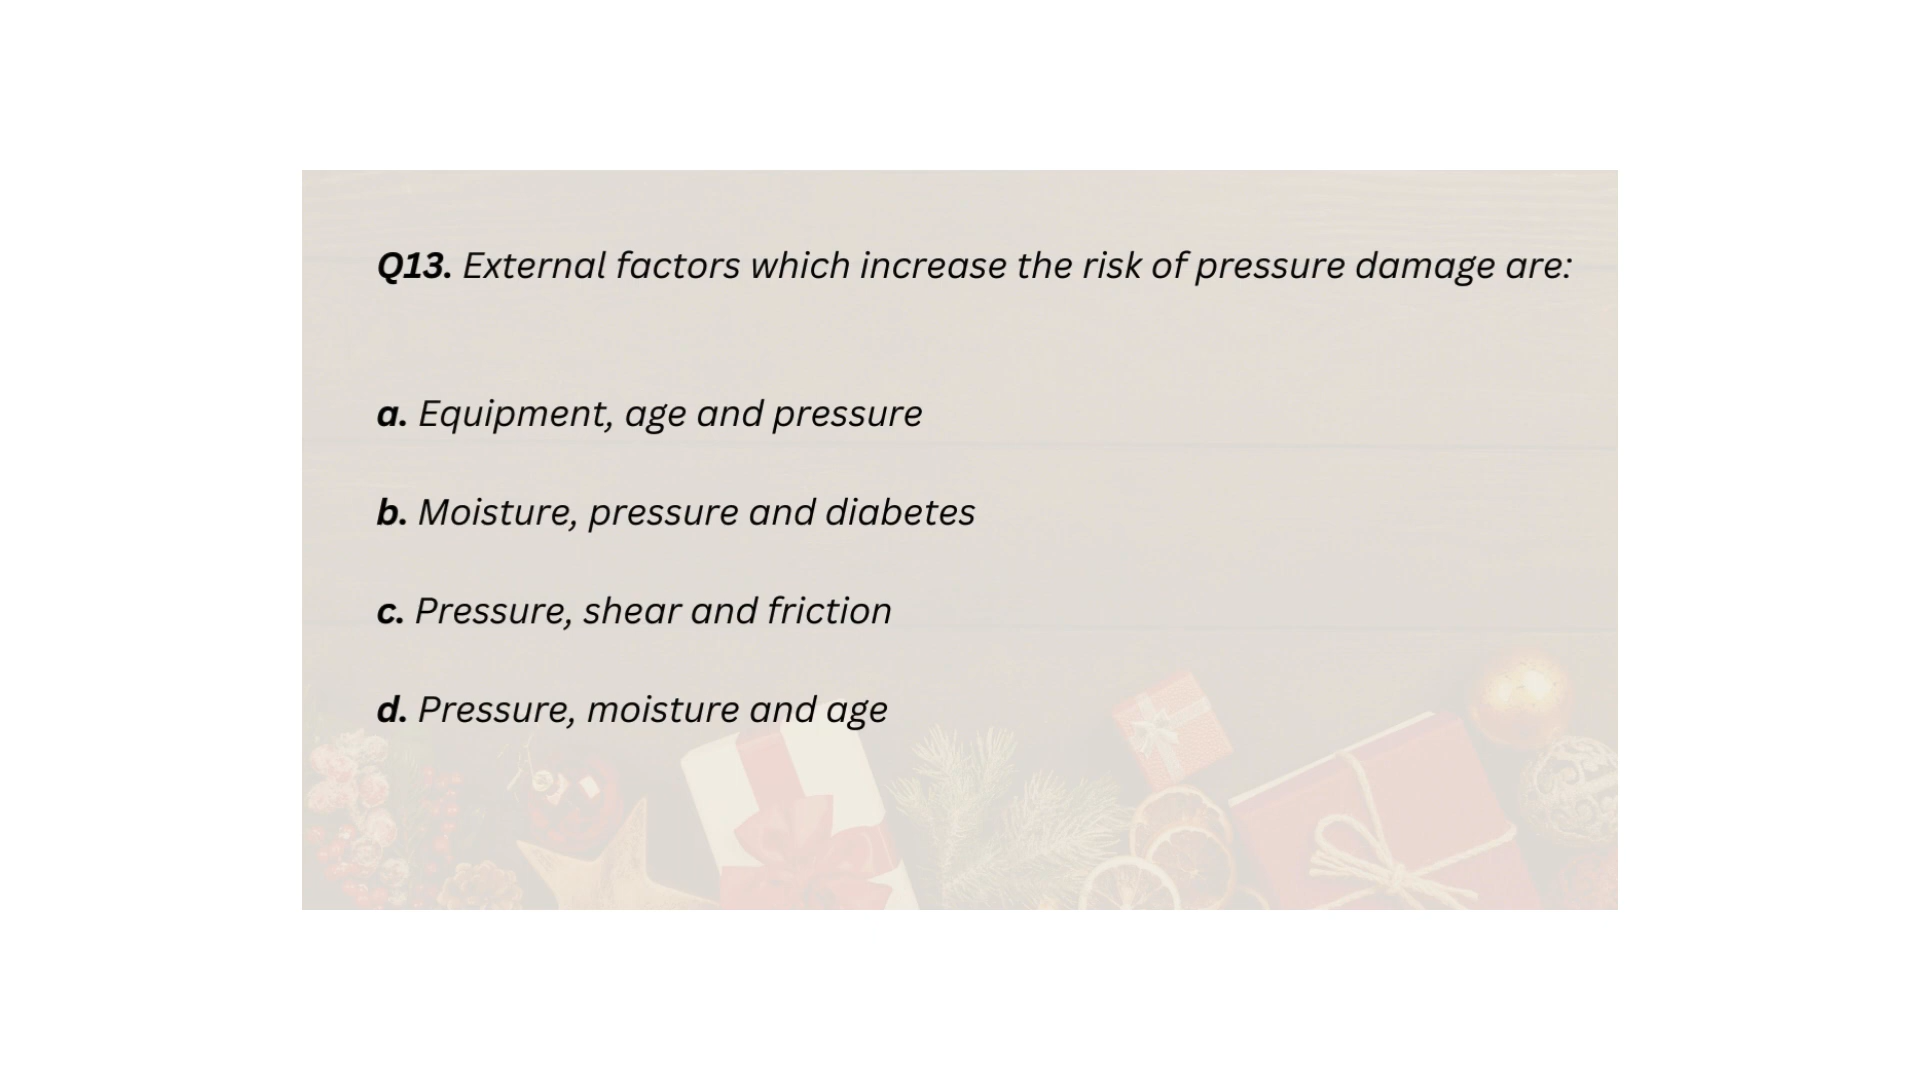 Q13. External factors which increase the risk of pressure damage are:
a. Equipment, age and pressure
b. Moisture, pressure and diabetes
c. Pressure, shear and friction
d. Pressure, moisture and age